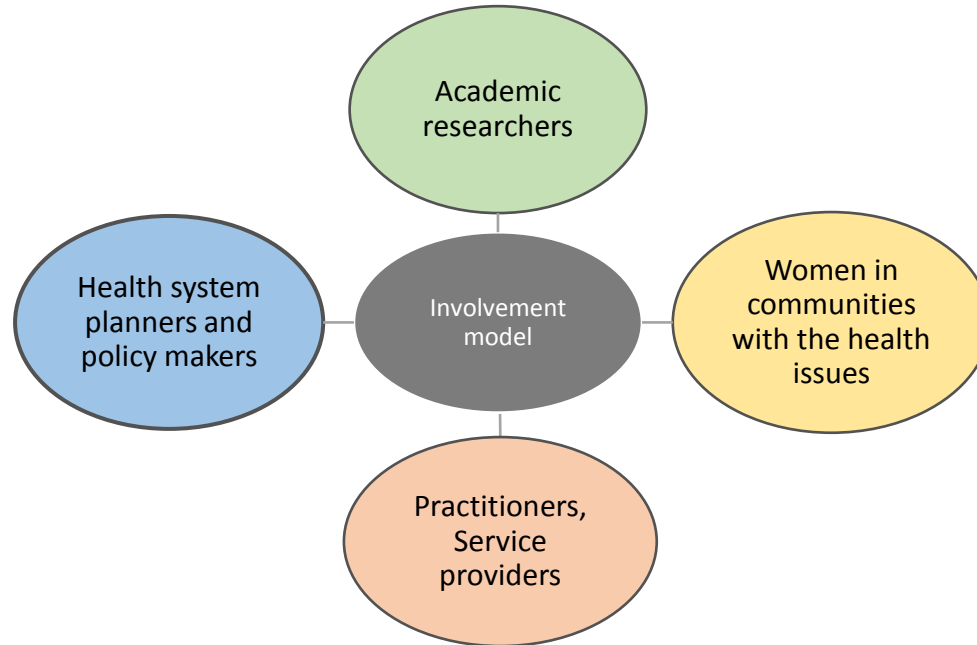 Academic
researchers
Health system
planners and
policy makers
Involvement
model
Women in
communities
with the health
issues
Practitioners,
Service
providers